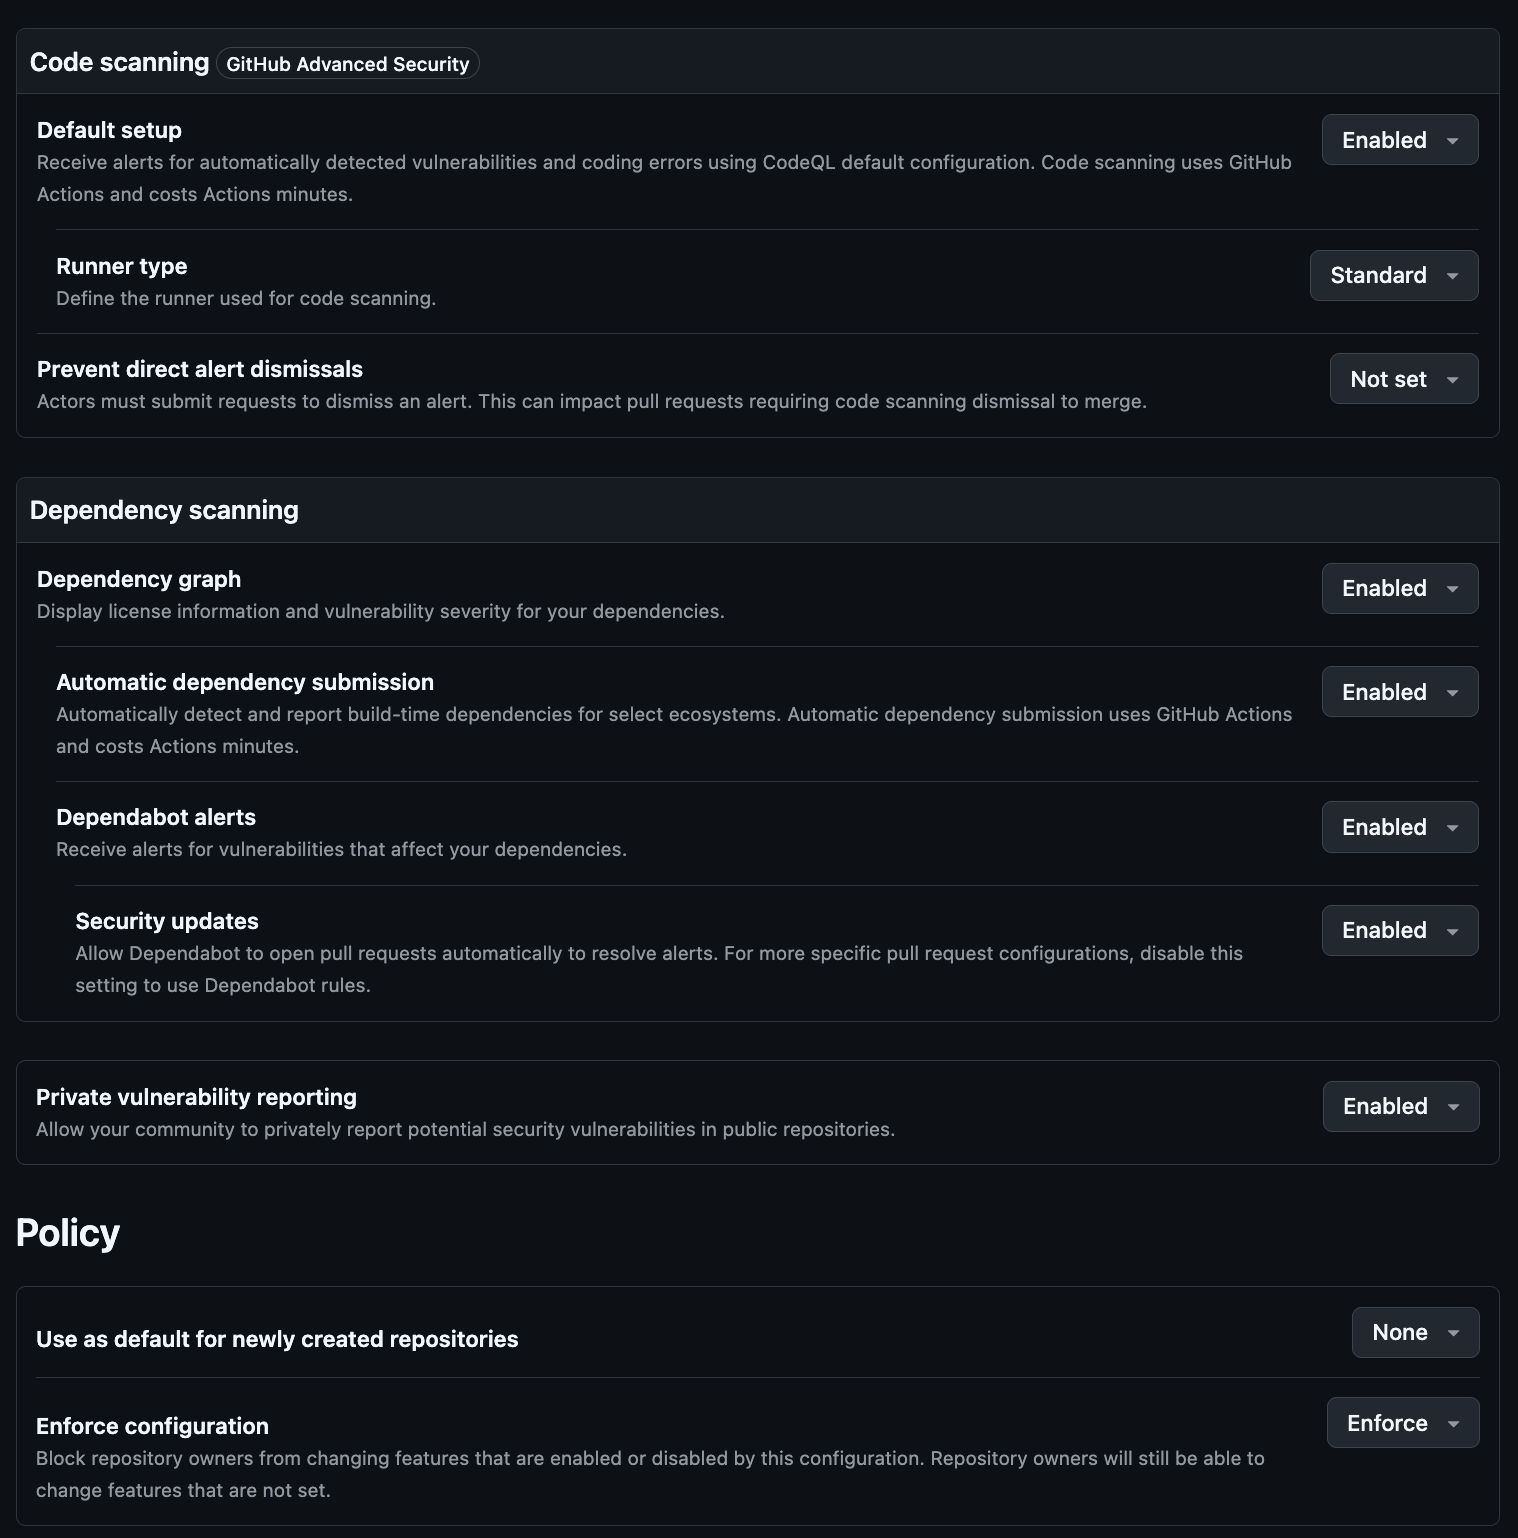 Code scanning GitHub Advanced Security
Default setup
Enabled
Receive alerts for automatically detected vulnerabilities and coding errors using CodeQL default configuration. Code scanning uses GitHub
Actions and costs Actions minutes.
Runner type
Standard
Define the runner used for code scanning.
Prevent direct alert dismissals
Not set
Actors must submit requests to dismiss an alert. This can impact pull requests requiring code scanning dismissal to merge.
Dependency scanning
Dependency graph
Enabled
Display license information and vulnerability severity for your dependencies.
Automatic dependency submission
Enabled
Automatically detect and report build-time dependencies for select ecosystems. Automatic dependency submission uses GitHub Actions
and costs Actions minutes.
Dependabot alerts
Enabled
Receive alerts for vulnerabilities that affect your dependencies.
Security updates
Enabled
Allow Dependabot to open pull requests automatically to resolve alerts. For more specific pull request configurations, disable this
setting to use Dependabot rules.
Private vulnerability reporting
Enabled
Allow your community to privately report potential security vulnerabilities in public repositories.
Policy
Use as default for newly created repositories
None
Enforce configuration
Enforce
Block repository owners from changing features that are enabled or disabled by this configuration. Repository owners will still be able to
change features that are not set.